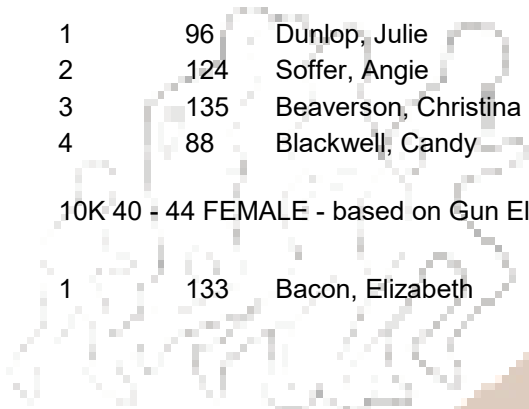 1 96 Dunlop, Julie
2 124 Soffer, Angie
3 135 Beaverson, Christina
4 88 Blackwell, Candy
10K 40 - 44 FEMALE - based on Gun El
1 133 Bacon, Elizabeth